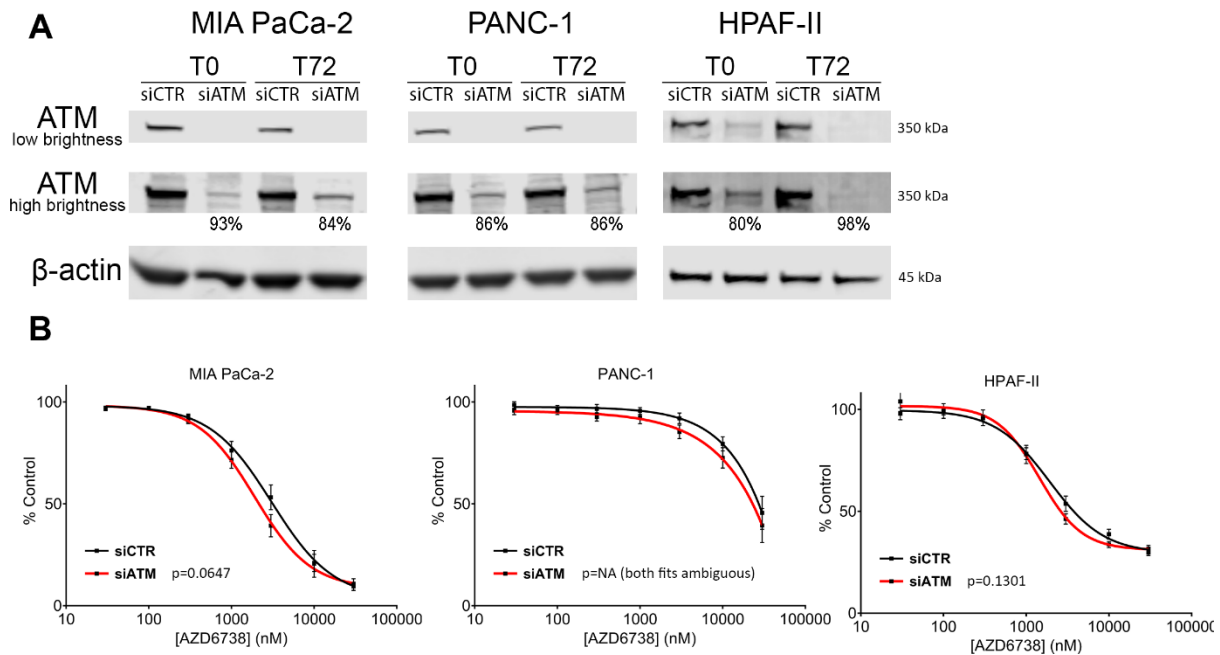 A
MIA PaCa-2 PANC-1 HPAF-II
T0 T72 T0 T72 T0 T72
siCTR siATM siCTR siATM siCTR siATM siCTR siATM siCTR siATM siCTR siATM
ATM
low brightness
350 kDa
ATM
high brightness
350 kDa
93% 84% 86% 86% 80% 98%
β-actin
45 kDa
B
MIA PaCa-2
100
50
0
% Control
siCTR
siATM p=0.0647
10 100 1000 10000 100000
[AZD6738] (nM)
PANC-1
100
50
0
% Control
siCTR
siATM p=NA (both fits ambiguous)
10 100 1000 10000 100000
[AZD6738] (nM)
HPAF-II
100
50
0
% Control
siCTR
siATM p=0.1301
10 100 1000 10000 100000
[AZD6738] (nM)